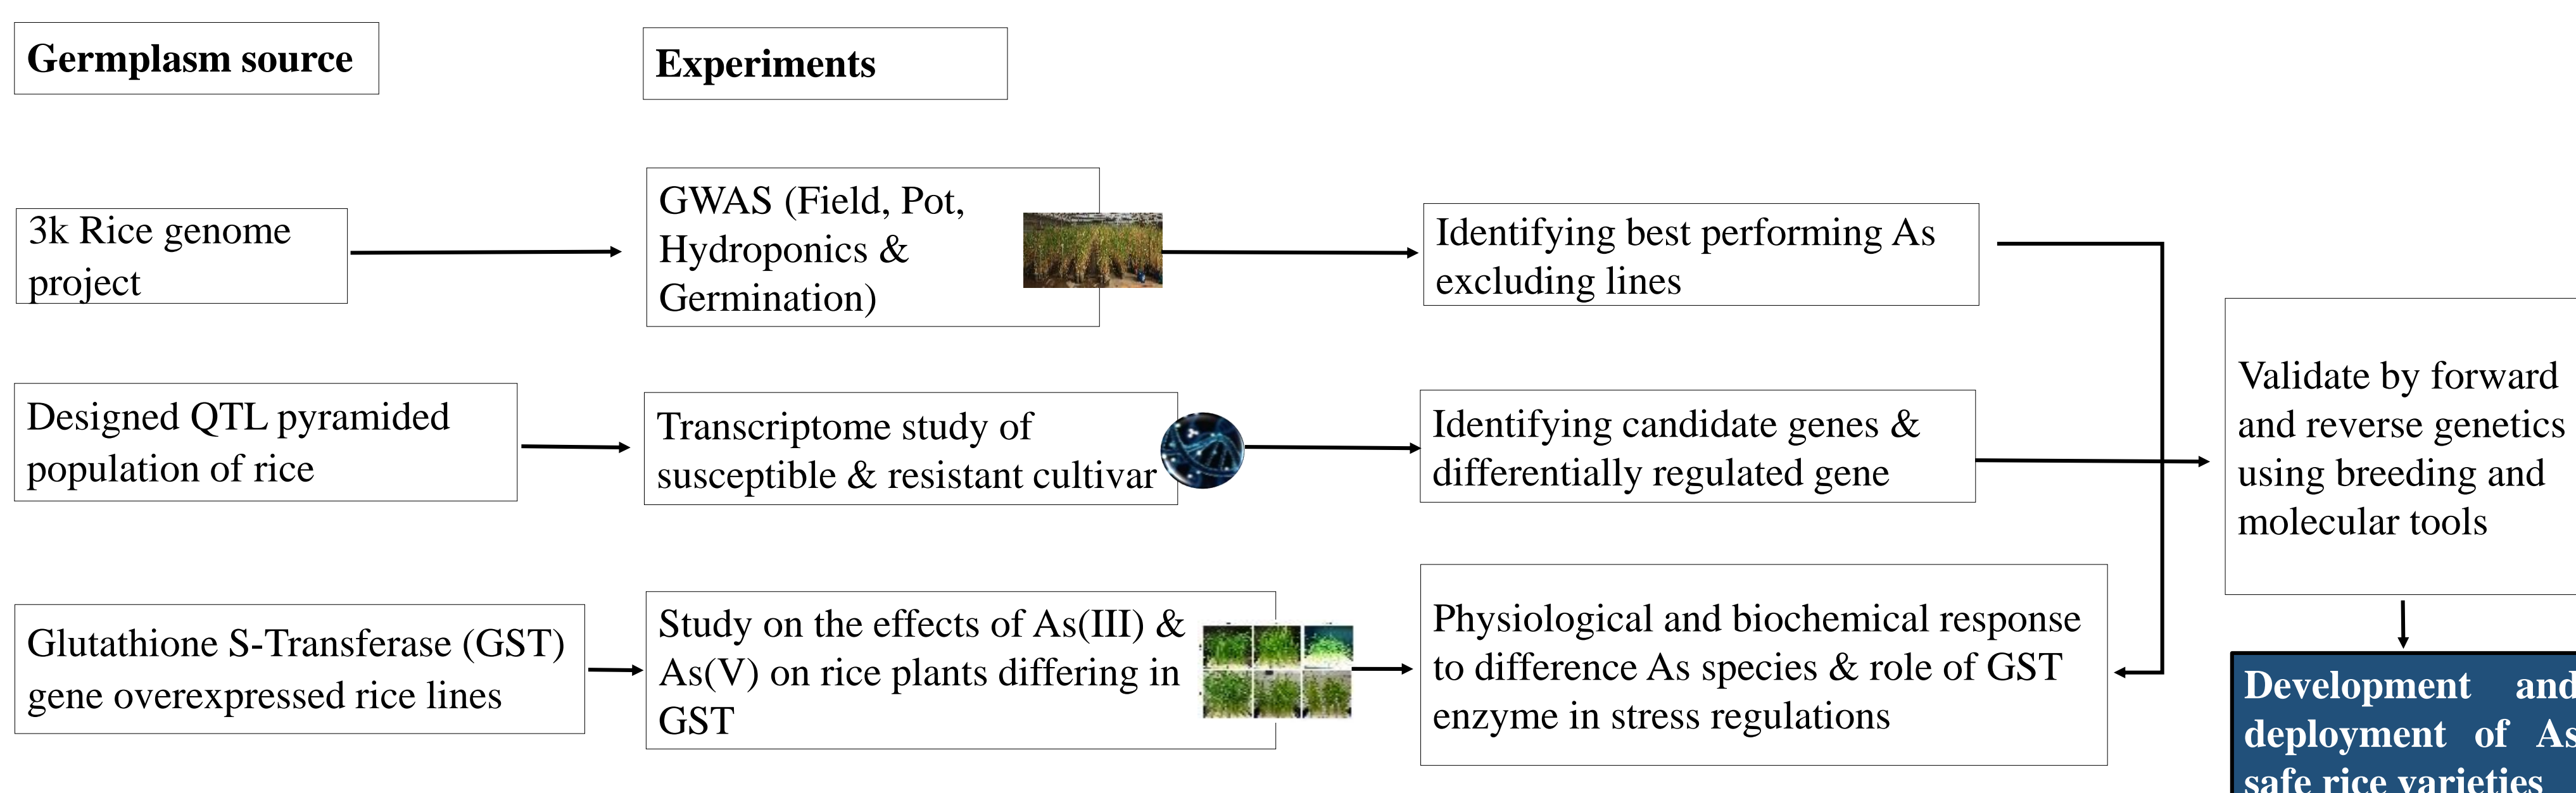 Germplasm source
Experiments
3k Rice genome
project
GWAS (Field, Pot,
Hydroponics &
Germination)
Identifying best performing As
excluding lines
Designed QTL pyramided
population of rice
Transcriptome study of
susceptible & resistant cultivar
Identifying candidate genes &
differentially regulated gene
Glutathione S-Transferase (GST)
gene overexpressed rice lines
Study on the effects of As(III) &
As(V) on rice plants differing in
GST
Physiological and biochemical response
to difference As species & role of GST
enzyme in stress regulations
Validate by forward
and reverse genetics
using breeding and
molecular tools
Development and
deployment of As
safe rice varieties